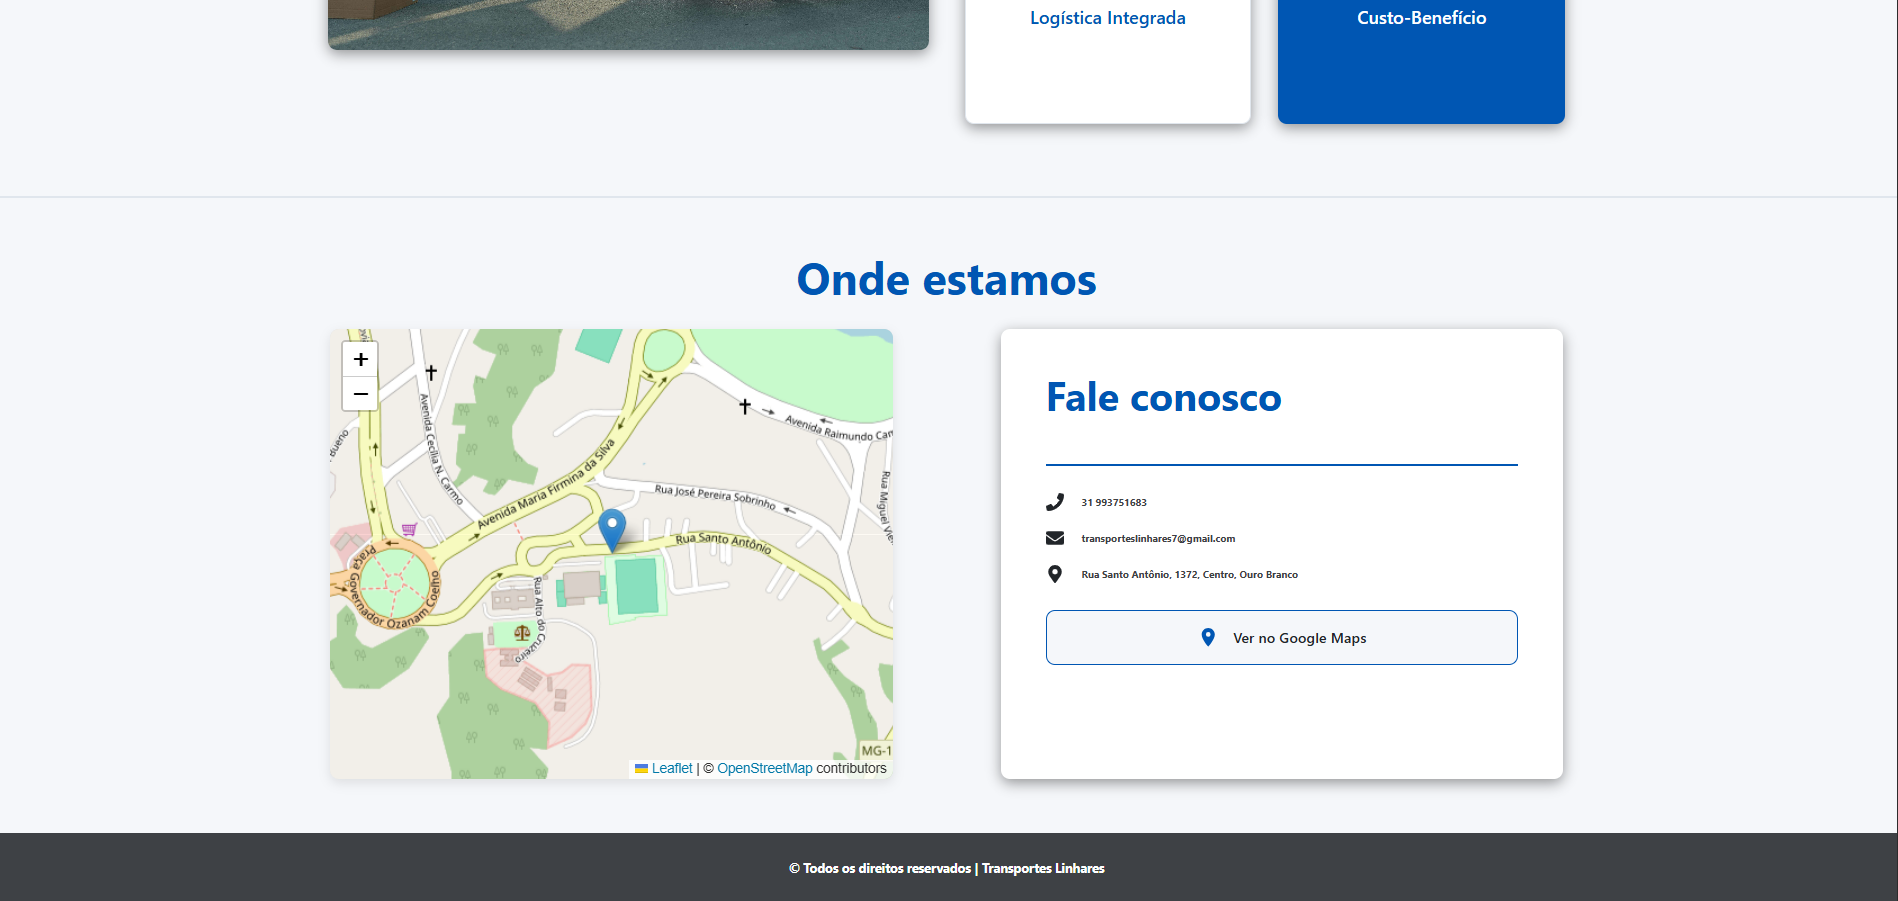 Logística Integrada
Custo-Benefício
Onde estamos
+
−
Bueno
Avenida Cecília N. Carmo
Avenida Maria Firmina da Silva
Avenida Raimundo Cam
Rua José Pereira Sobrinho
Rua Miguel Vie
Rua Santo Antônio
Praça Governador Ozanam Coelho
Rua Alto do Cruzeiro
MG-1
Leaflet | © OpenStreetMap contributors
Fale conosco
31 993751683
transporteslinhares7@gmail.com
Rua Santo Antônio, 1372, Centro, Ouro Branco
Ver no Google Maps
© Todos os direitos reservados | Transportes Linhares